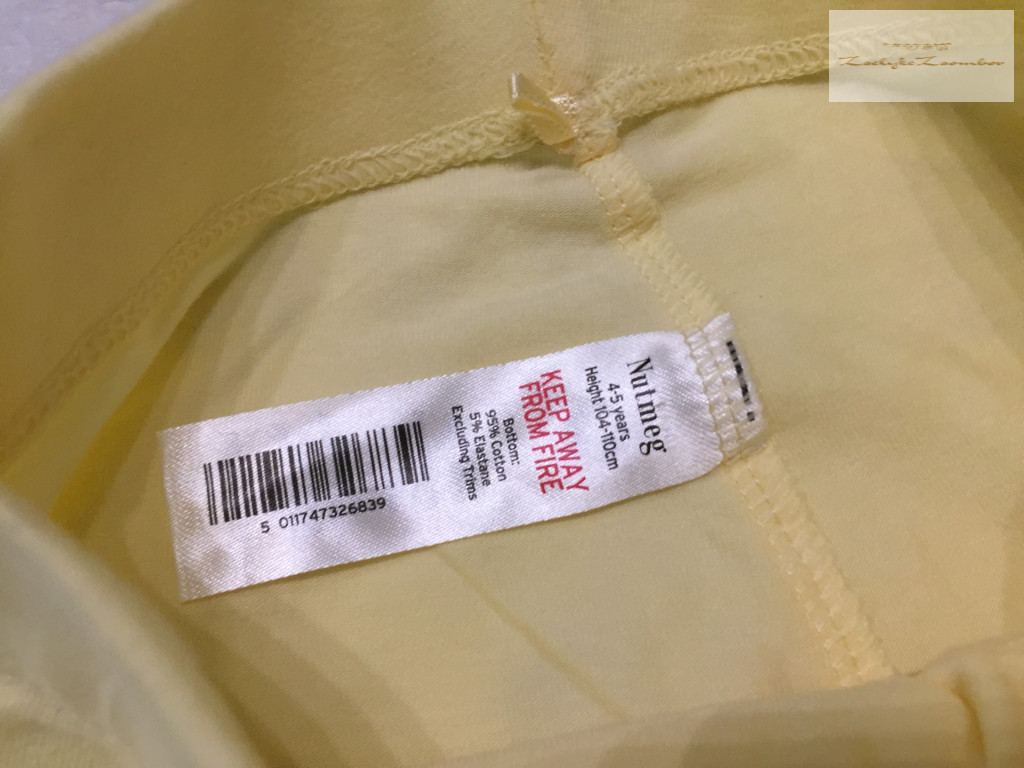 Nutmeg
4-5 years
Height 104-110cm
KEEP AWAY
FROM FIRE
Bottom:
95% Cotton
5% Elastane
Excluding Trims
5 011747326839